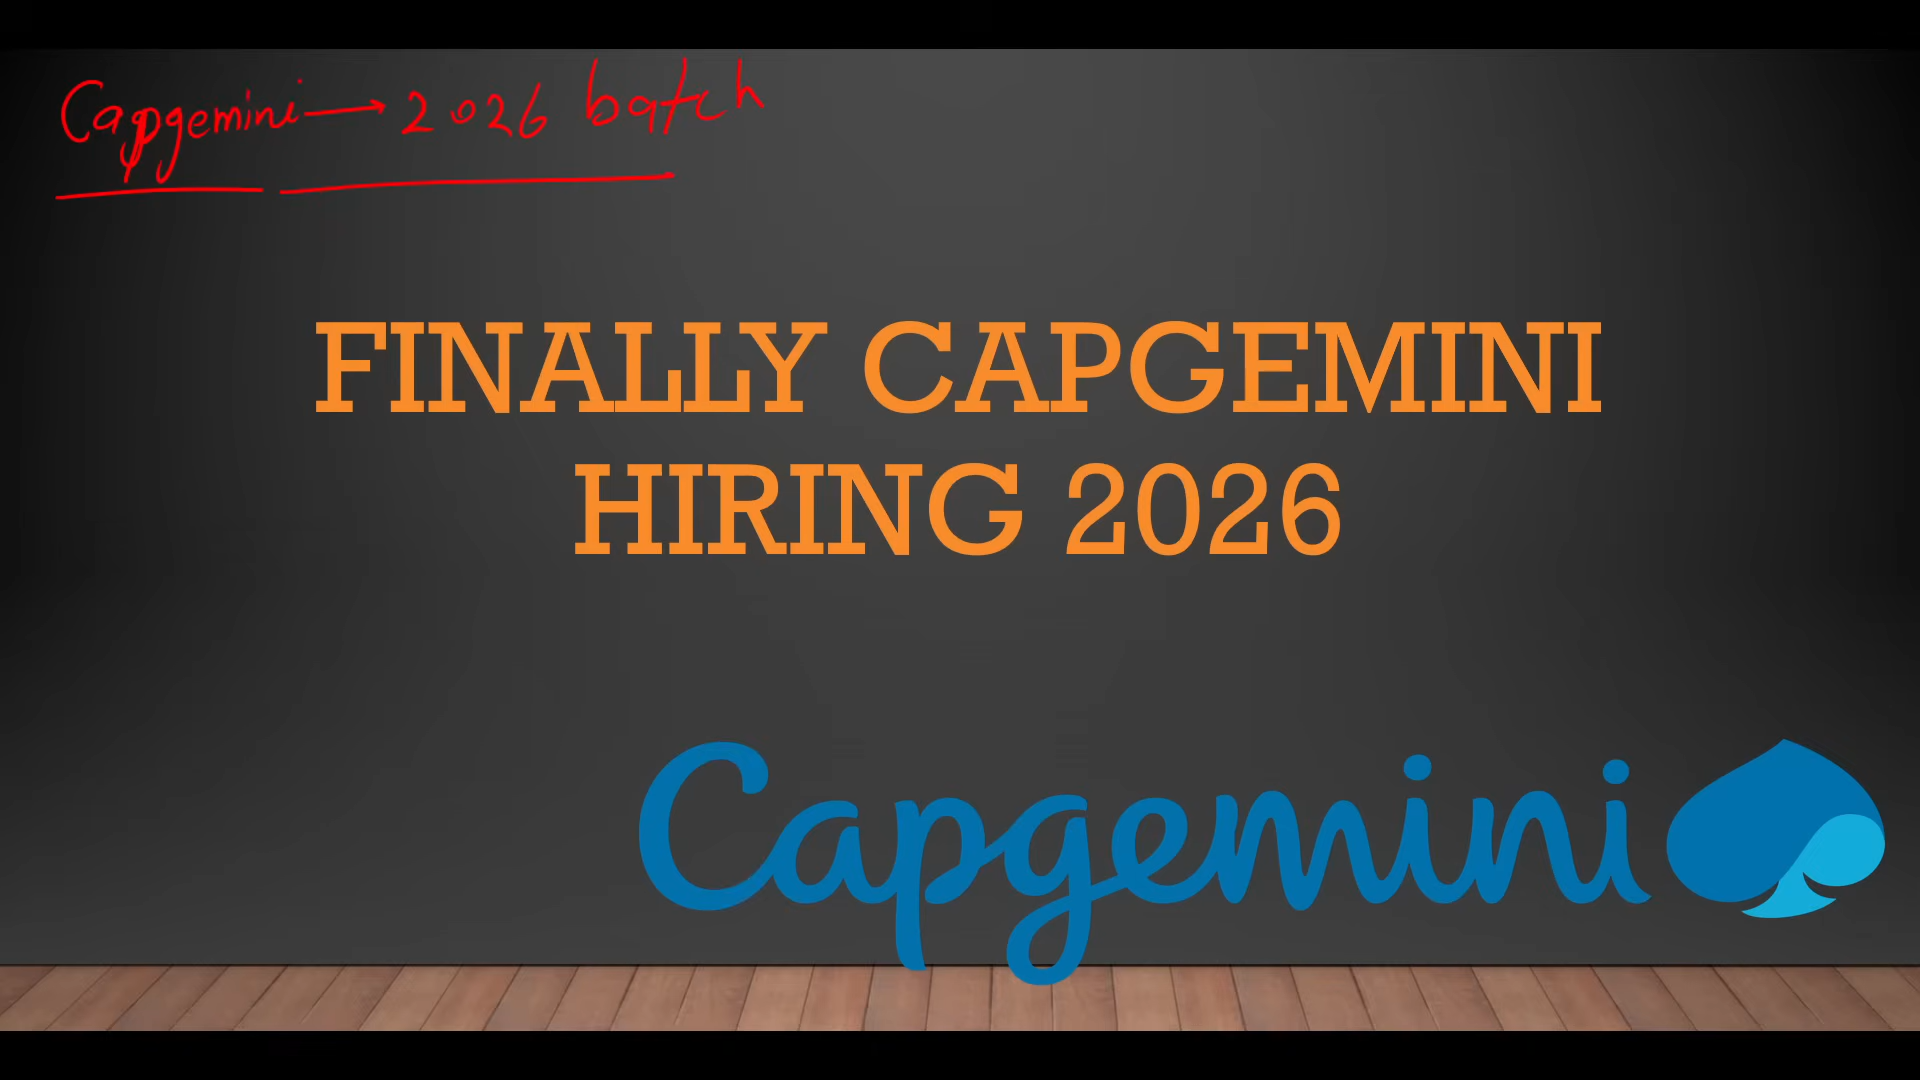 Capgemini → 2026 batch
FINALLY CAPGEMINI
HIRING 2026
Capgemini